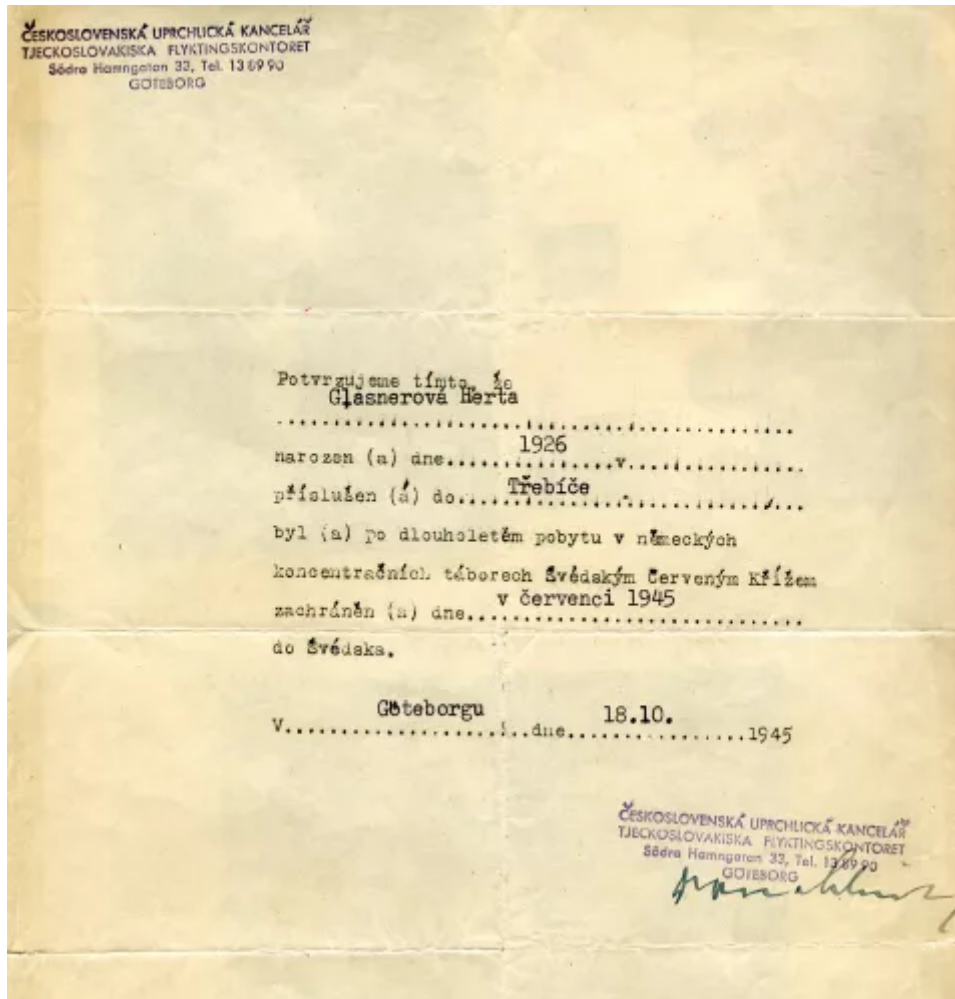 ČESKOSLOVENSKÁ UPRCHLICKÁ KANCELÁŘ
TJECKOSLOVAKISKA FLYKTINGSKONTORET
Södra Hamngatan 33, Tel. 13 89 90
GÖTEBORG
Potvrzujeme tímto, že
Glasnerová Herta
narozen (a) dne 1926 v
příslušen (á) do Třebíče
byl (a) po dlouholetém pobytu v německých
koncentračních táborech Švédským Červeným Křížem
zachráněn (a) dne v červenci 1945
do Švédska.
V Göteborgu dne 18.10. 1945
ČESKOSLOVENSKÁ UPRCHLICKÁ KANCELÁŘ
TJECKOSLOVAKISKA FLYKTINGSKONTORET
Södra Hamngatan 33, Tel. 13 89 90
GÖTEBORG